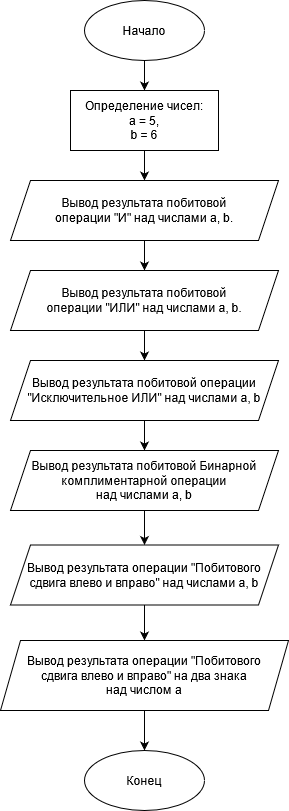 Начало
Определение чисел:
a = 5,
b = 6
Вывод результата побитовой
операции "И" над числами a, b.
Вывод результата побитовой
операции "ИЛИ" над числами a, b.
Вывод результата побитовой операции
"Исключительное ИЛИ" над числами a, b
Вывод результата побитовой Бинарной
комплиментарной операции
над числами a, b
Вывод результата операции "Побитового
сдвига влево и вправо" над числами a, b
Вывод результата операции "Побитового
сдвига влево и вправо" на два знака
над числом a
Конец